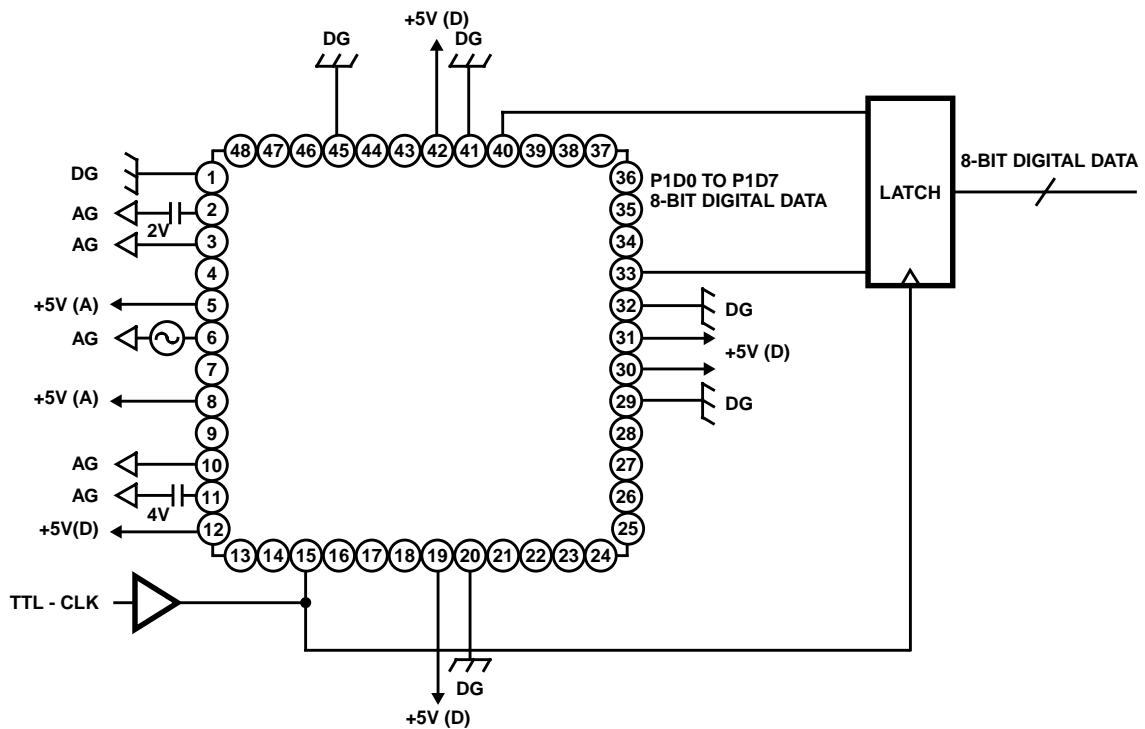 +5V (D)
DG
DG
48 47 46 45 44 43 42 41 40 39 38 37
8-BIT DIGITAL DATA
LATCH
DG
1
AG
2
2V
AG
3
4
+5V (A)
5
AG
6
7
+5V (A)
8
9
AG
10
AG
11
4V
+5V(D)
12
36
P1D0 TO P1D7
8-BIT DIGITAL DATA
35
34
33
32
DG
31
+5V (D)
30
29
DG
28
27
26
25
13 14 15 16 17 18 19 20 21 22 23 24
TTL - CLK
DG
+5V (D)